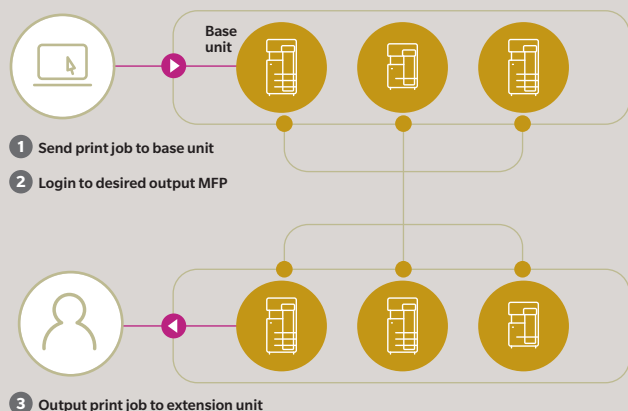 Base
unit
1 Send print job to base unit
2 Login to desired output MFP
3 Output print job to extension unit